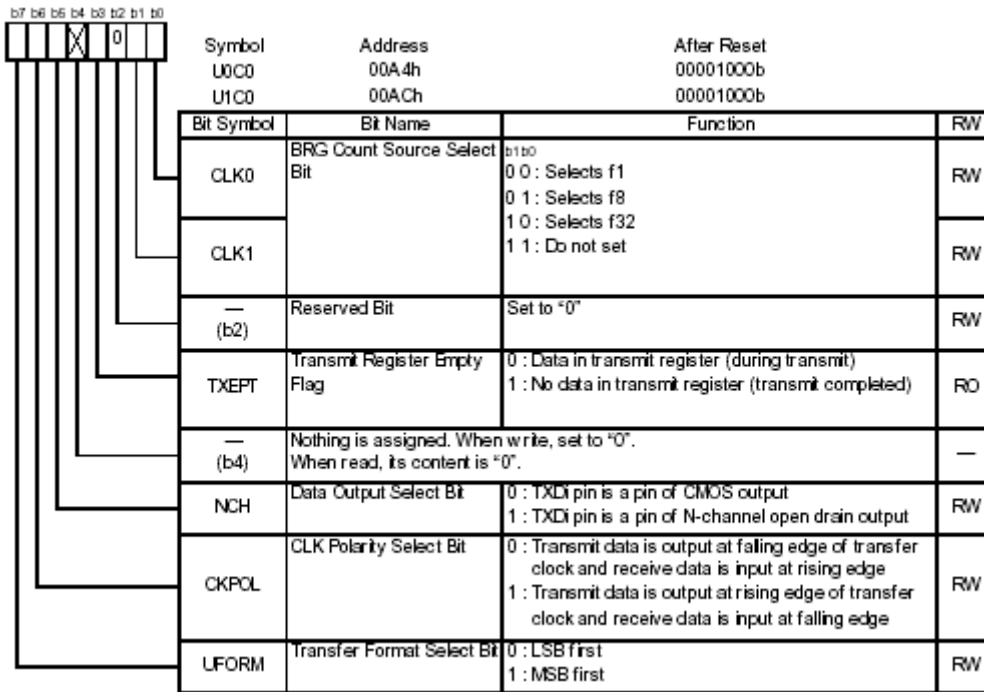 b7 b6 b5 b4 b3 b2 b1 b0
0
Symbol Address After Reset
U0C0 00A4h 00001000b
U1C0 00ACh 00001000b
Bit Symbol Bit Name Function RW
CLK0 BRG Count Source Select Bit b1b0
0 0 : Selects f1
0 1 : Selects f8
1 0 : Selects f32
1 1 : Do not set
RW
CLK1 RW
—
(b2)
Reserved Bit Set to “0” RW
TXEPT Transmit Register Empty Flag
0 : Data in transmit register (during transmit)
1 : No data in transmit register (transmit completed)
RO
—
(b4)
Nothing is assigned. When write, set to “0”.
When read, its content is “0”.
—
NCH Data Output Select Bit
0 : TXDi pin is a pin of CMOS output
1 : TXDi pin is a pin of N-channel open drain output
RW
CKPOL CLK Polarity Select Bit
0 : Transmit data is output at falling edge of transfer
clock and receive data is input at rising edge
1 : Transmit data is output at rising edge of transfer
clock and receive data is input at falling edge
RW
UFORM Transfer Format Select Bit
0 : LSB first
1 : MSB first
RW